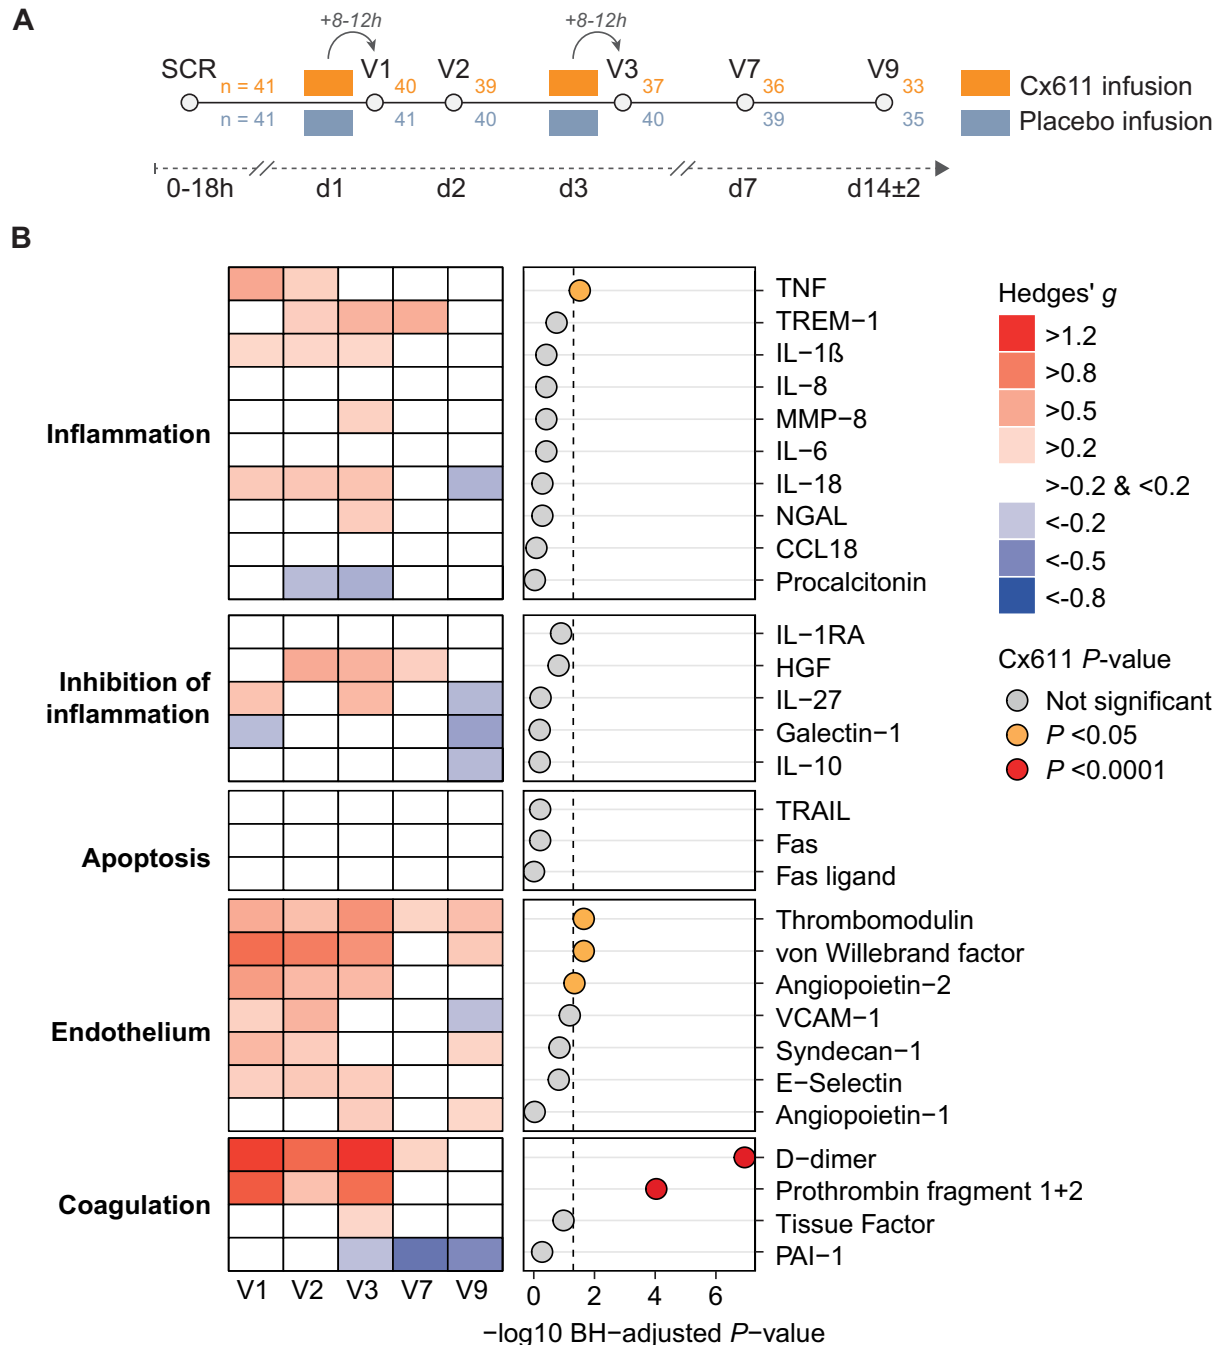 A
+8-12h
+8-12h
SCR
V1
V2
V3
V7
V9
n = 41
40
39
37
36
33
n = 41
41
40
40
39
35
Cx611 infusion
Placebo infusion
0-18h
d1
d2
d3
d7
d14±2
B
Inflammation
TNF
TREM−1
IL−1ß
IL−8
MMP−8
IL−6
IL−18
NGAL
CCL18
Procalcitonin
Inhibition of
inflammation
IL−1RA
HGF
IL−27
Galectin−1
IL−10
Apoptosis
TRAIL
Fas
Fas ligand
Endothelium
Thrombomodulin
von Willebrand factor
Angiopoietin−2
VCAM−1
Syndecan−1
E−Selectin
Angiopoietin−1
Coagulation
D−dimer
Prothrombin fragment 1+2
Tissue Factor
PAI−1
V1
V2
V3
V7
V9
0
2
4
6
−log10 BH−adjusted P−value
Hedges' g
>1.2
>0.8
>0.5
>0.2
>-0.2 & <0.2
<-0.2
<-0.5
<-0.8
Cx611 P-value
Not significant
P <0.05
P <0.0001